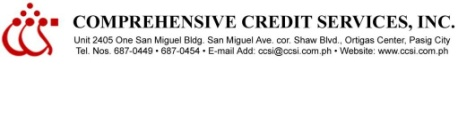 COMPREHENSIVE CREDIT SERVICES, INC.
Unit 2405 One San Miguel Bldg. San Miguel Ave. cor. Shaw Blvd., Ortigas Center, Pasig City
Tel. Nos. 687-0449 • 687-0454 • E-mail Add: ccsi@ccsi.com.ph • Website: www.ccsi.com.ph